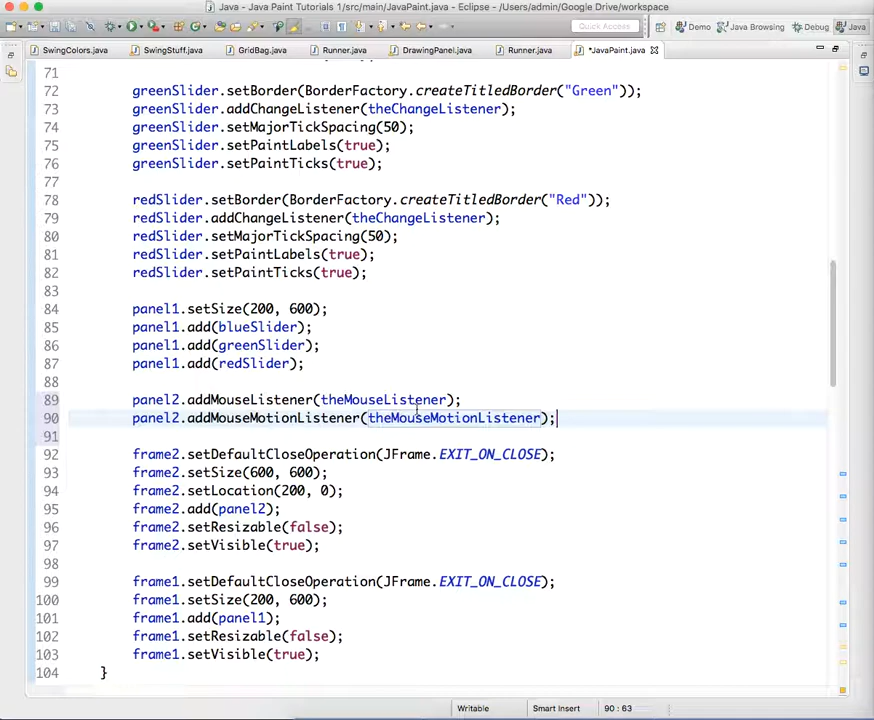 Java - Java Paint Tutorials 1/src/main/JavaPaint.java - Eclipse - /Users/admin/Google Drive/workspace
Quick Access
Demo
Java Browsing
Debug
Java
SwingColors.java
SwingStuff.java
GridBag.java
Runner.java
DrawingPanel.java
Runner.java
*JavaPaint.java
71
72 greenSlider.setBorder(BorderFactory.createTitledBorder("Green"));
73 greenSlider.addChangeListener(theChangeListener);
74 greenSlider.setMajorTickSpacing(50);
75 greenSlider.setPaintLabels(true);
76 greenSlider.setPaintTicks(true);
77
78 redSlider.setBorder(BorderFactory.createTitledBorder("Red"));
79 redSlider.addChangeListener(theChangeListener);
80 redSlider.setMajorTickSpacing(50);
81 redSlider.setPaintLabels(true);
82 redSlider.setPaintTicks(true);
83
84 panel1.setSize(200, 600);
85 panel1.add(blueSlider);
86 panel1.add(greenSlider);
87 panel1.add(redSlider);
88
89 panel2.addMouseListener(theMouseListener);
90 panel2.addMouseMotionListener(theMouseMotionListener);
91
92 frame2.setDefaultCloseOperation(JFrame.EXIT_ON_CLOSE);
93 frame2.setSize(600, 600);
94 frame2.setLocation(200, 0);
95 frame2.add(panel2);
96 frame2.setResizable(false);
97 frame2.setVisible(true);
98
99 frame1.setDefaultCloseOperation(JFrame.EXIT_ON_CLOSE);
100 frame1.setSize(200, 600);
101 frame1.add(panel1);
102 frame1.setResizable(false);
103 frame1.setVisible(true);
104 }
Writable
Smart Insert
90 : 63